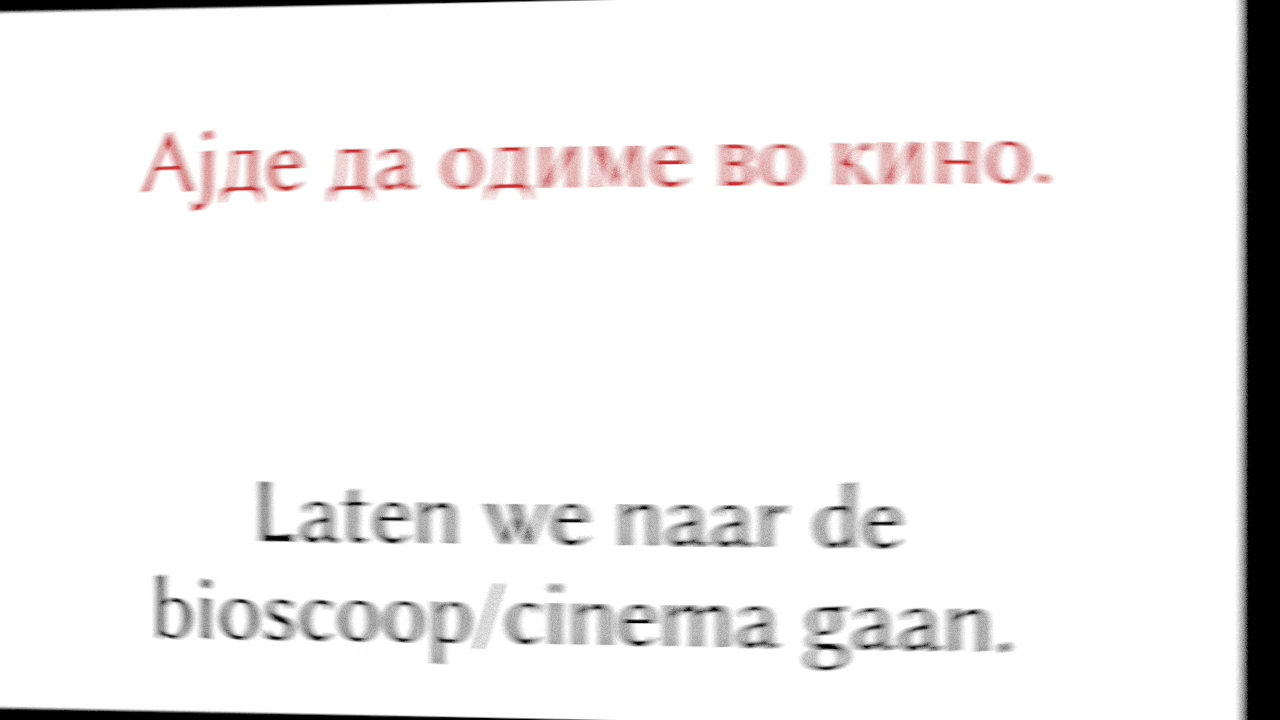 Ајде да одиме во кино.
Laten we naar de
bioscoop/cinema gaan.